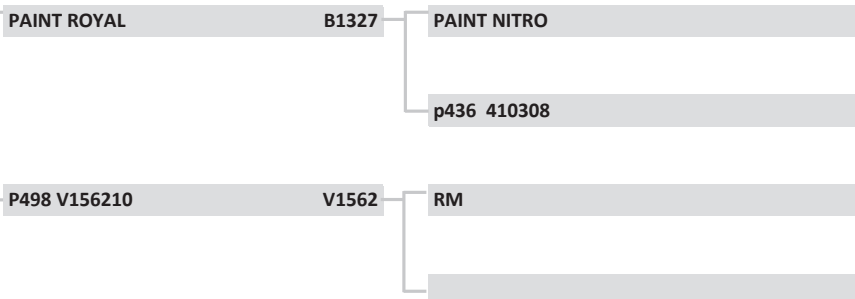 PAINT ROYAL B1327
PAINT NITRO
p436 410308
P498 V156210 V1562
RM